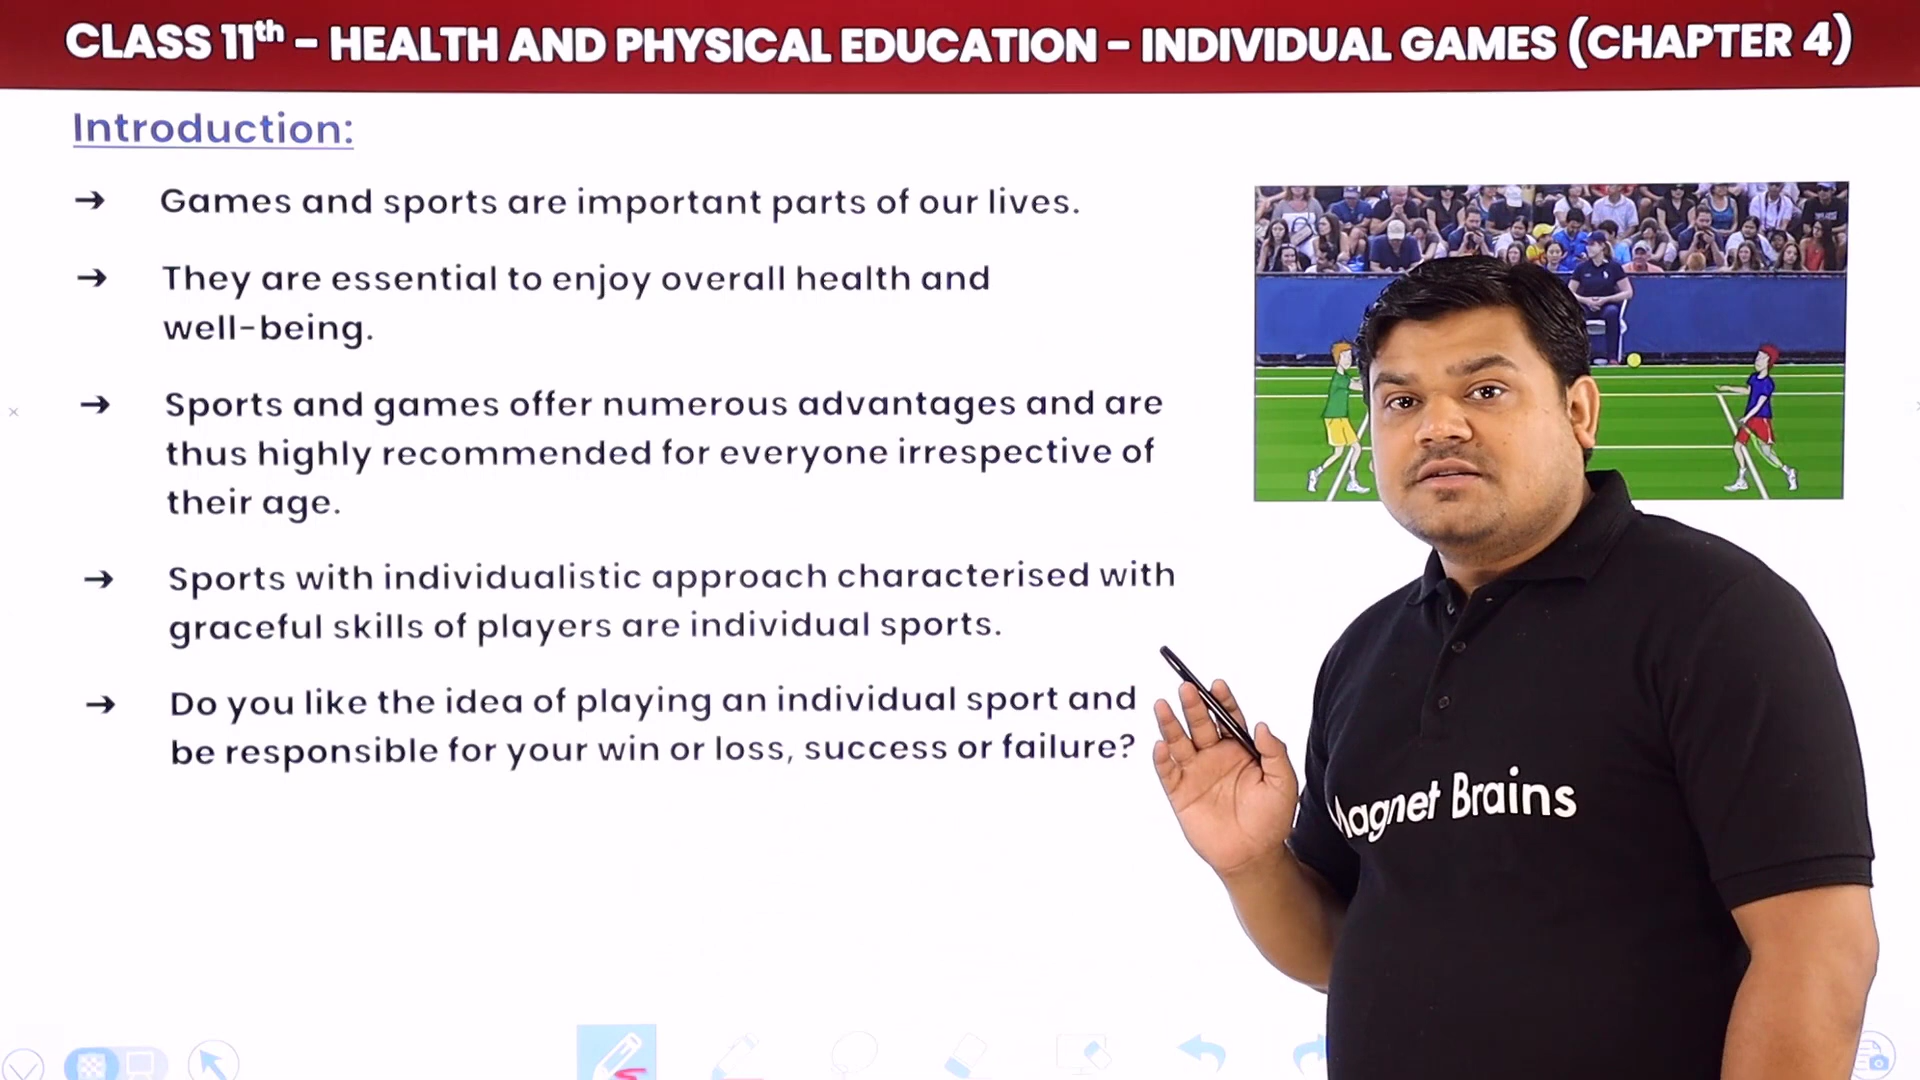 CLASS 11th – HEALTH AND PHYSICAL EDUCATION – INDIVIDUAL GAMES (CHAPTER 4)
Introduction:
➔ Games and sports are important parts of our lives.
➔ They are essential to enjoy overall health and
well-being.
➔ Sports and games offer numerous advantages and are
thus highly recommended for everyone irrespective of
their age.
➔ Sports with individualistic approach characterised with
graceful skills of players are individual sports.
➔ Do you like the idea of playing an individual sport and
be responsible for your win or loss, success or failure?
Magnet Brains